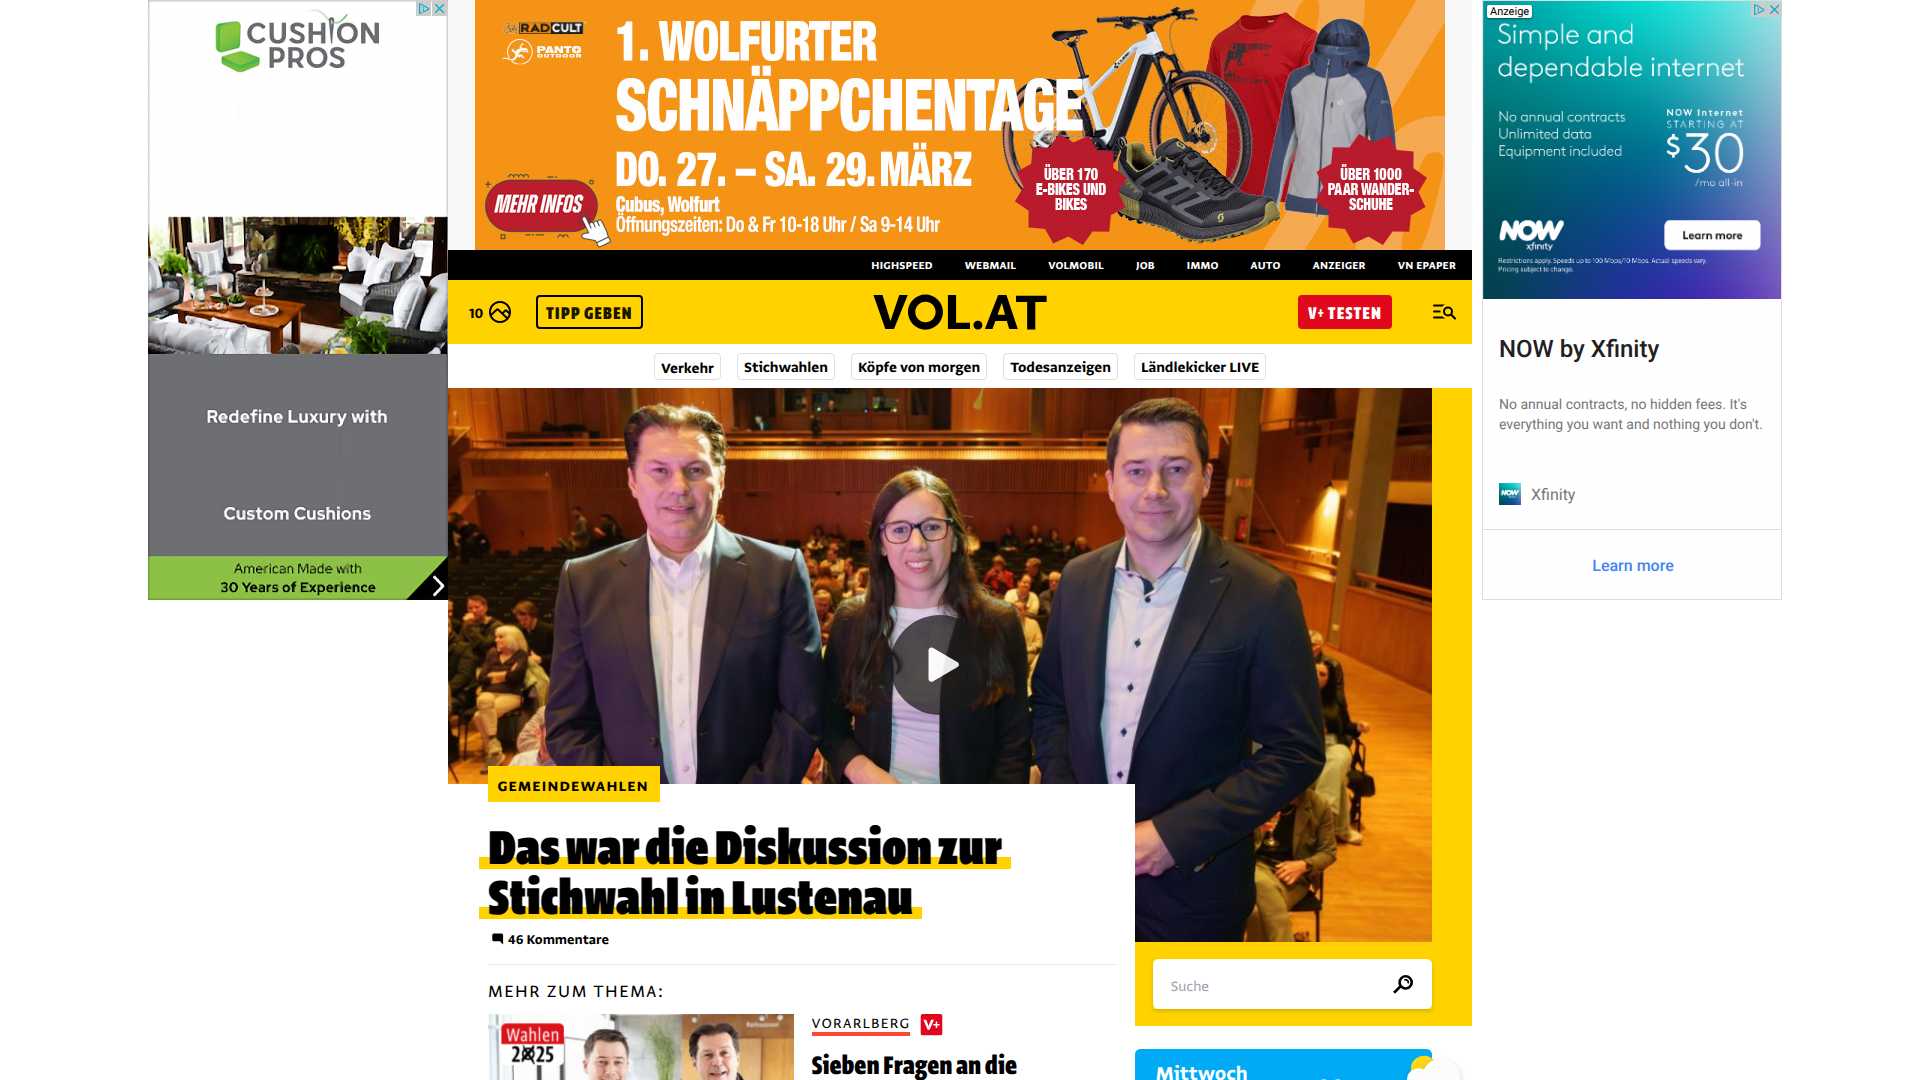 CUSHION
PROS
Redefine Luxury with
Custom Cushions
American Made with
30 Years of Experience
RADCULT
PANTO
OUTDOOR
1. WOLFURTER
SCHNÄPPCHENTAGE
DO. 27. – SA. 29. MÄRZ
Cubus, Wolfurt
Öffnungszeiten: Do & Fr 10-18 Uhr / Sa 9-14 Uhr
MEHR INFOS
ÜBER 170
E-BIKES UND
BIKES
ÜBER 1000
PAAR WANDER-
SCHUHE
Anzeige
Simple and
dependable internet
No annual contracts
Unlimited data
Equipment included
NOW Internet
STARTING AT
$30
/mo all-in
NOW
xfinity
Learn more
Restrictions apply. Speeds up to 100 Mbps/10 Mbps. Actual speeds vary.
Pricing subject to change.
NOW by Xfinity
No annual contracts, no hidden fees. It's
everything you want and nothing you don't.
NOW Xfinity
Learn more
HIGHSPEED WEBMAIL VOLMOBIL JOB IMMO AUTO ANZEIGER VN EPAPER
10 TIPP GEBEN VOL.AT V+ TESTEN
Verkehr Stichwahlen Köpfe von morgen Todesanzeigen Ländlekicker LIVE
GEMEINDEWAHLEN
Das war die Diskussion zur
Stichwahl in Lustenau
46 Kommentare
MEHR ZUM THEMA:
Wahlen
2025
VORARLBERG V+
Sieben Fragen an die
Suche
Mittwoch